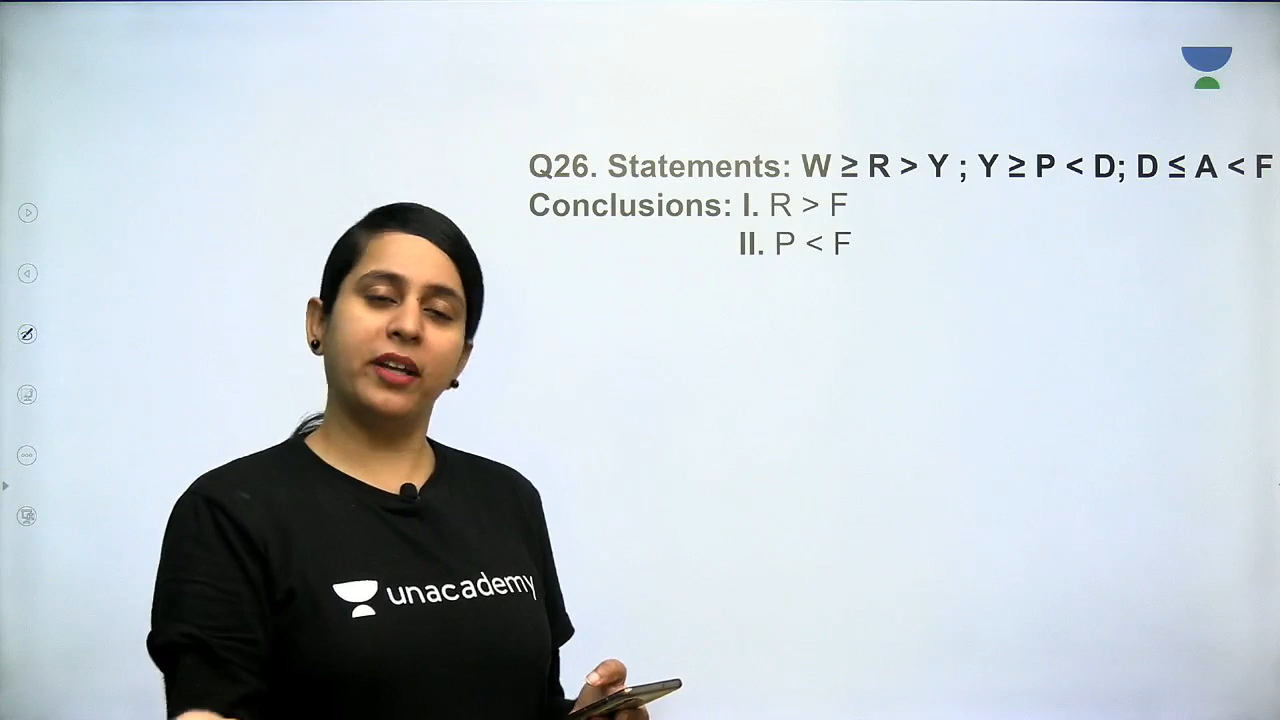 Q26. Statements: W ≥ R > Y ; Y ≥ P < D; D ≤ A < F
Conclusions: I. R > F
II. P < F
unacademy